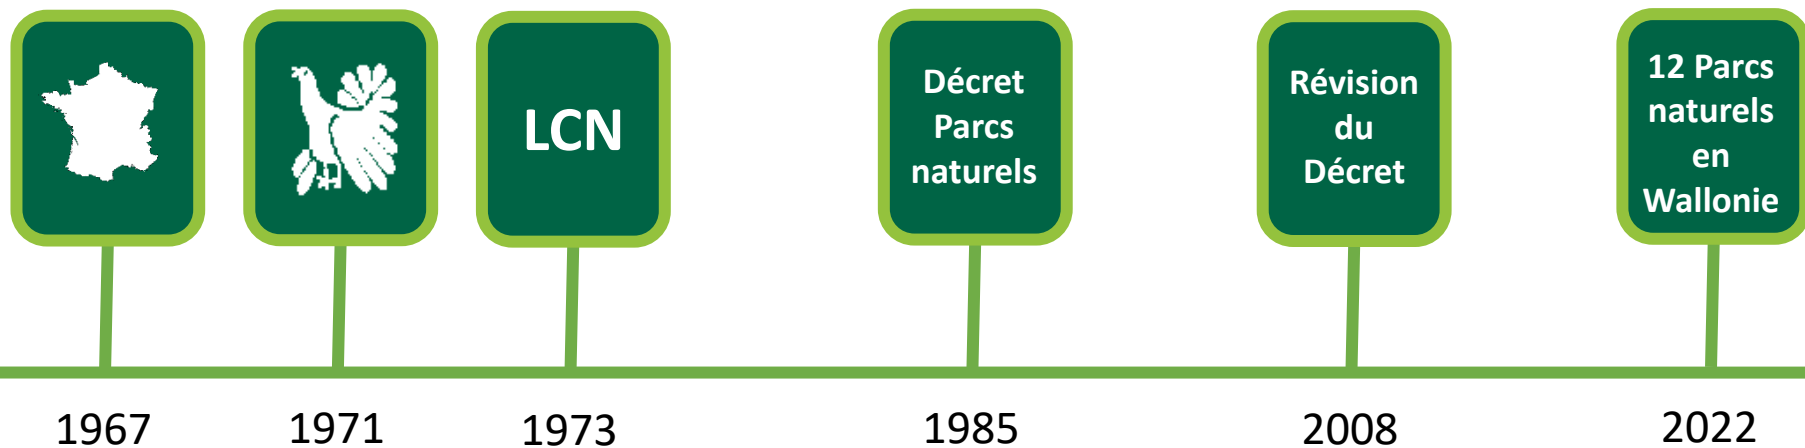 LCN
Décret
Parcs
naturels
Révision
du
Décret
12 Parcs
naturels
en
Wallonie
1967
1971
1973
1985
2008
2022